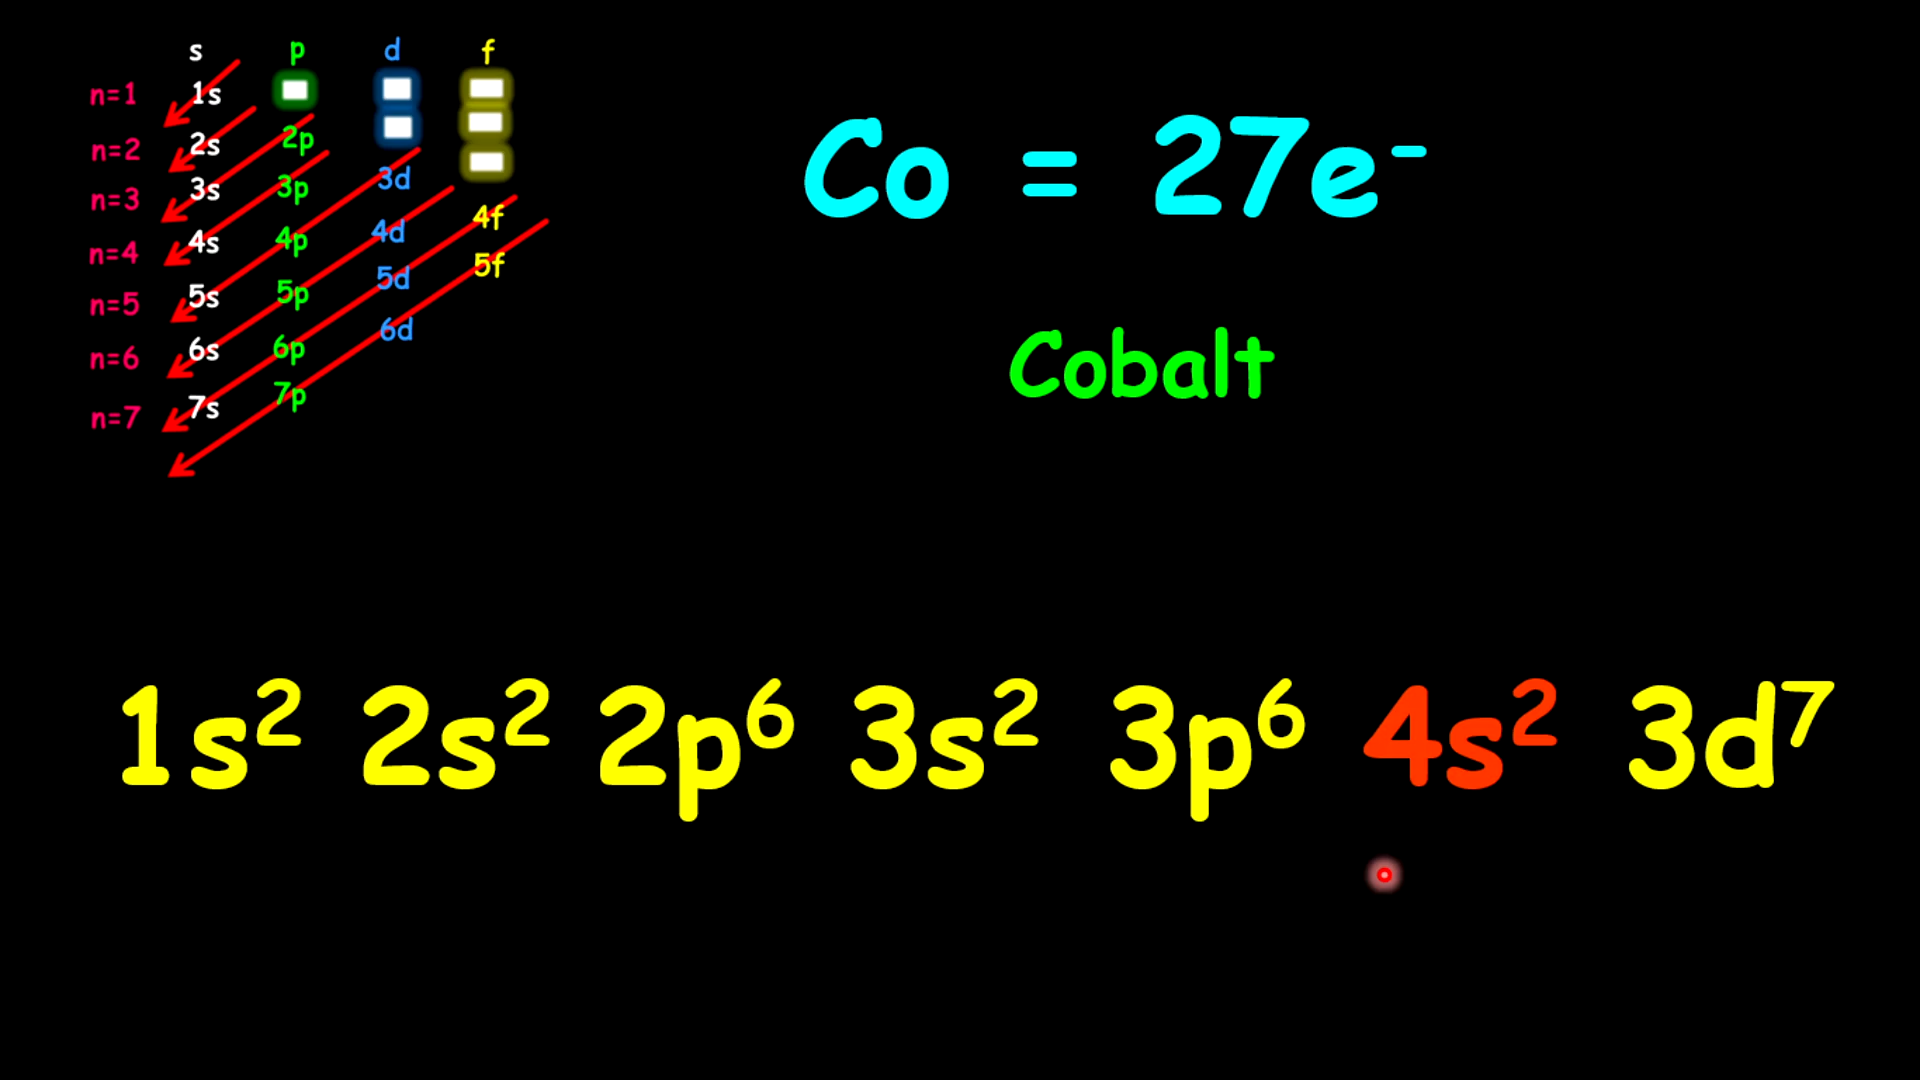 s p d f
n=1 1s
n=2 2s 2p
n=3 3s 3p 3d
n=4 4s 4p 4d 4f
n=5 5s 5p 5d 5f
n=6 6s 6p 6d
n=7 7s 7p
Co = 27e⁻
Cobalt
1s² 2s² 2p⁶ 3s² 3p⁶ 4s² 3d⁷